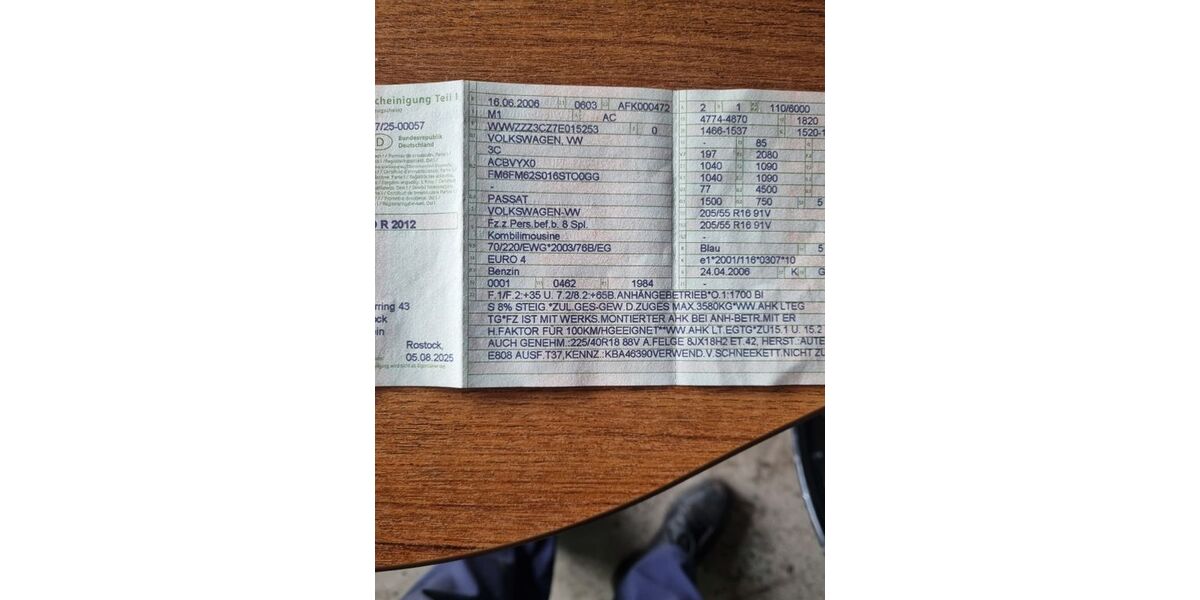 cheinigung Teil I
7/25-00057
D
Bundesrepublik
Deutschland
R 2012
rring 43
ck
in
Rostock,
05.08.2025
16.06.2006 0603 AFK000472
M1 AC
WVWZZZ3CZ7E015253 0
VOLKSWAGEN, VW
3C
ACBVYX0
FM6FM62S016STO0GG
-
PASSAT
VOLKSWAGEN-VW
Fz.z.Pers.bef.b. 8 Spl.
Kombilimousine
70/220/EWG*2003/76B/EG
EURO 4
Benzin
0001 0462 1984
2 1 110/6000
4774-4870 1820
1466-1537 1520-1
- 85
197 2080
1040 1090
1040 1090
77 4500
1500 750 5
205/55 R16 91V
205/55 R16 91V
-
Blau 5
e1*2001/116*0307*10
24.04.2006 K G
-
F.1/F.2:+35 U. 7.2/8.2:+65B.ANHÄNGEBETRIEB*O.1:1700 BI
S 8% STEIG.*ZUL.GES-GEW.D.ZUGES MAX.3580KG*WW.AHK LTEG
TG*FZ IST MIT WERKS.MONTIERTER AHK BEI ANH-BETR.MIT ER
H.FAKTOR FÜR 100KM/HGEEIGNET**WW.AHK LT.EGTG*ZU15.1 U. 15.2
AUCH GENEHM.:225/40R18 88V A.FELGE 8JX18H2 ET.42, HERST.:AUTE
E808 AUSF.T37,KENNZ.:KBA46390VERWEND.V.SCHNEEKETT.NICHT ZU